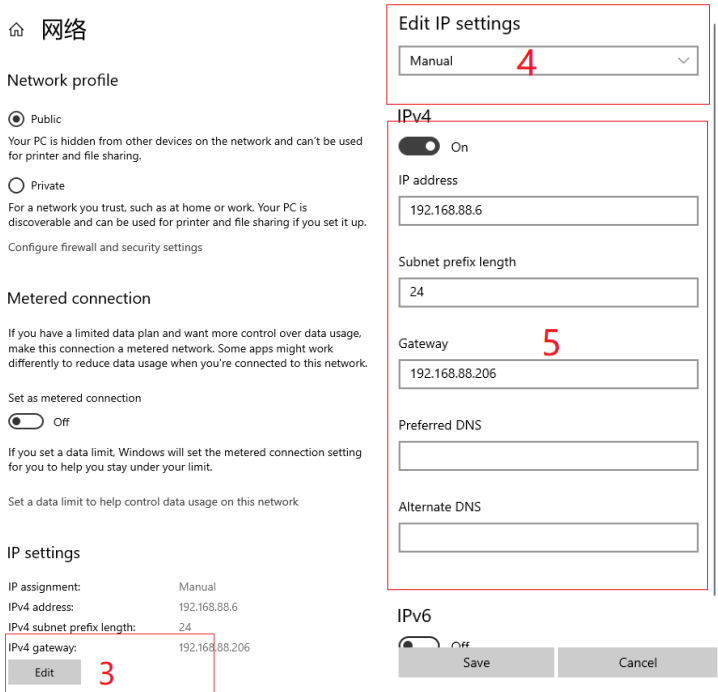 网络
Network profile
Public
Your PC is hidden from other devices on the network and can't be used
for printer and file sharing.
Private
For a network you trust, such as at home or work. Your PC is
discoverable and can be used for printer and file sharing if you set it up.
Configure firewall and security settings
Metered connection
If you have a limited data plan and want more control over data usage,
make this connection a metered network. Some apps might work
differently to reduce data usage when you're connected to this network.
Set as metered connection
Off
If you set a data limit, Windows will set the metered connection setting
for you to help you stay under your limit.
Set a data limit to help control data usage on this network
IP settings
IP assignment: Manual
IPv4 address: 192.168.88.6
IPv4 subnet prefix length: 24
IPv4 gateway: 192.168.88.206
Edit 3
Edit IP settings
Manual 4
IPv4
On
IP address
192.168.88.6
Subnet prefix length
24
Gateway 5
192.168.88.206
Preferred DNS
Alternate DNS
IPv6
Off
Save Cancel